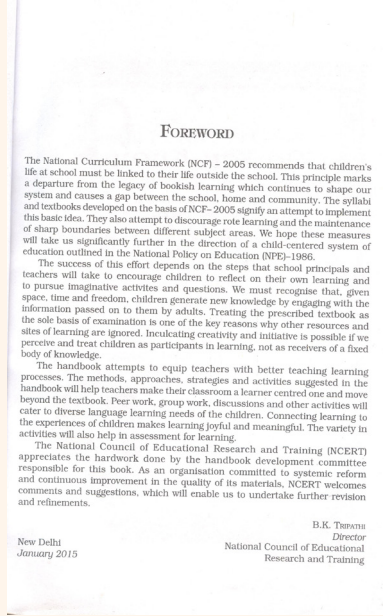 FOREWORD
The National Curriculum Framework (NCF) – 2005 recommends that children's
life at school must be linked to their life outside the school. This principle marks
a departure from the legacy of bookish learning which continues to shape our
system and causes a gap between the school, home and community. The syllabi
and textbooks developed on the basis of NCF– 2005 signify an attempt to implement
this basic idea. They also attempt to discourage rote learning and the maintenance
of sharp boundaries between different subject areas. We hope these measures
will take us significantly further in the direction of a child-centered system of
education outlined in the National Policy on Education (NPE)–1986.
The success of this effort depends on the steps that school principals and
teachers will take to encourage children to reflect on their own learning and
to pursue imaginative activites and questions. We must recognise that, given
space, time and freedom, children generate new knowledge by engaging with the
information passed on to them by adults. Treating the prescribed textbook as
the sole basis of examination is one of the key reasons why other resources and
sites of learning are ignored. Inculcating creativity and initiative is possible if we
perceive and treat children as participants in learning, not as receivers of a fixed
body of knowledge.
The handbook attempts to equip teachers with better teaching learning
processes. The methods, approaches, strategies and activities suggested in the
handbook will help teachers make their classroom a learner centred one and move
beyond the textbook. Peer work, group work, discussions and other activities will
cater to diverse language learning needs of the children. Connecting learning to
the experiences of children makes learning joyful and meaningful. The variety in
activities will also help in assessment for learning.
The National Council of Educational Research and Training (NCERT)
appreciates the hardwork done by the handbook development committee
responsible for this book. As an organisation committed to systemic reform
and continuous improvement in the quality of its materials, NCERT welcomes
comments and suggestions, which will enable us to undertake further revision
and refinements.
B.K. TRIPATHI
Director
New Delhi
National Council of Educational
January 2015
Research and Training